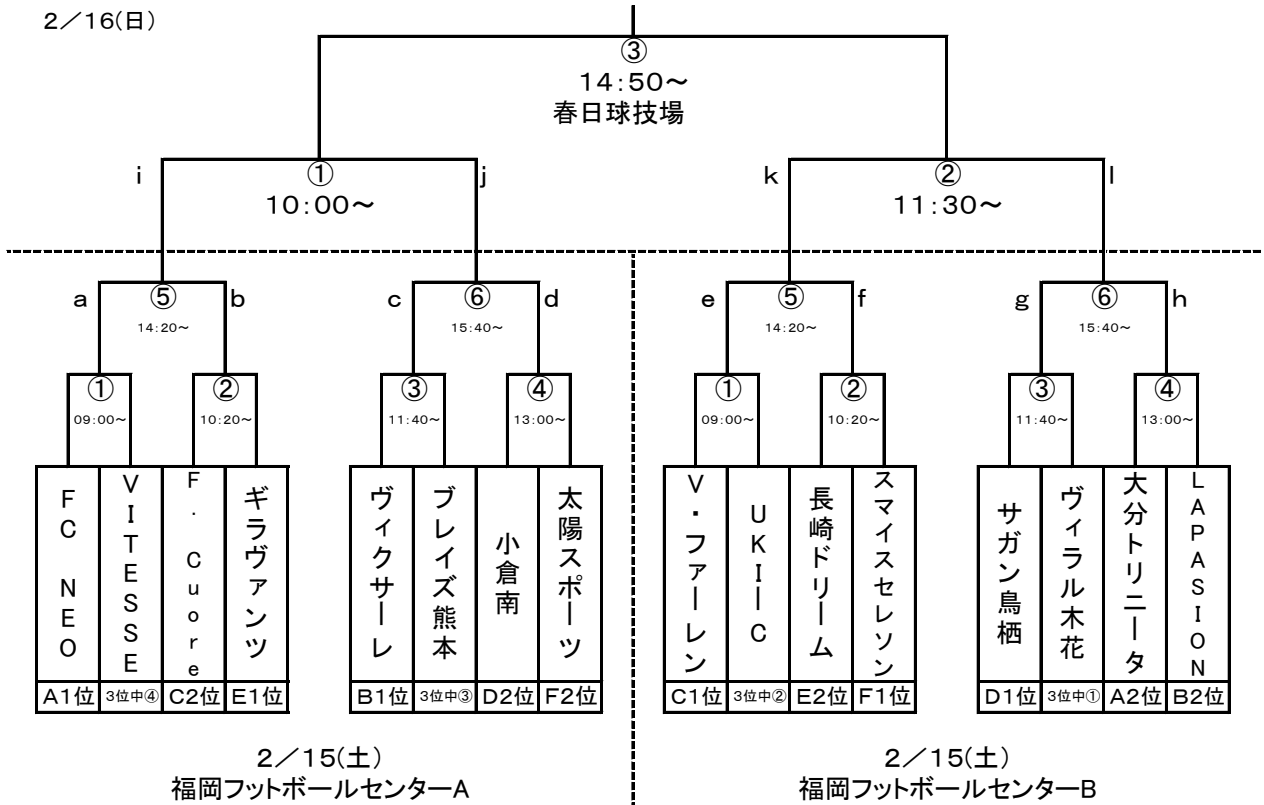 2／16(日)
③
14：50～
春日球技場
i
①
j
k
②
l
10：00～
11：30～
a
⑤
b
c
⑥
d
e
⑤
f
g
⑥
h
14：20～
15：40～
14：20～
15：40～
①
②
③
④
①
②
③
④
09：00～
10：20～
11：40～
13：00～
09：00～
10：20～
11：40～
13：00～
FC NEO
VITESSE
F．Cuore
ギラヴァンツ
ヴィクサーレ
ブレイズ熊本
小倉南
太陽スポーツ
V・ファーレン
UKI－C
長崎ドリーム
スマイスセレソン
サガン鳥栖
ヴィラル木花
大分トリニータ
LAPASION
A1位
3位中④
C2位
E1位
B1位
3位中③
D2位
F2位
C1位
3位中②
E2位
F1位
D1位
3位中①
A2位
B2位
2／15(土)
福岡フットボールセンターA
2／15(土)
福岡フットボールセンターB